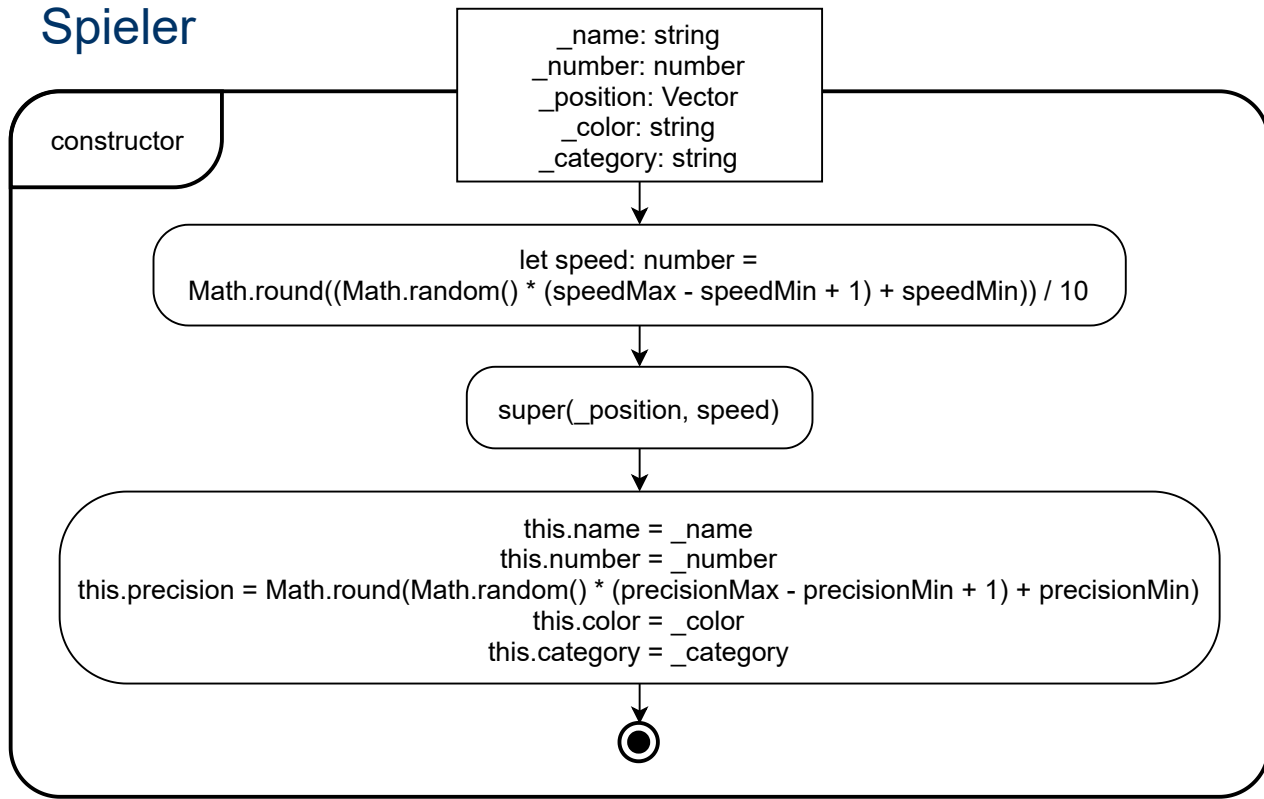 Spieler
_name: string
_number: number
_position: Vector
_color: string
_category: string
constructor
let speed: number =
Math.round((Math.random() * (speedMax - speedMin + 1) + speedMin)) / 10
super(_position, speed)
this.name = _name
this.number = _number
this.precision = Math.round(Math.random() * (precisionMax - precisionMin + 1) + precisionMin)
this.color = _color
this.category = _category